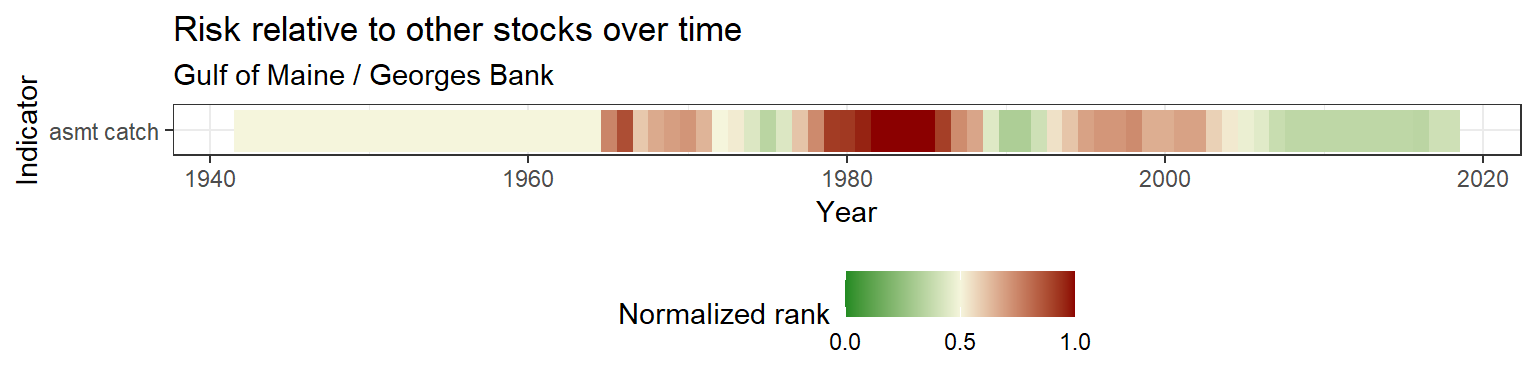 Risk relative to other stocks over time
Gulf of Maine / Georges Bank
Indicator
asmt catch
1940 1960 1980 2000 2020
Year
Normalized rank
0.0 0.5 1.0